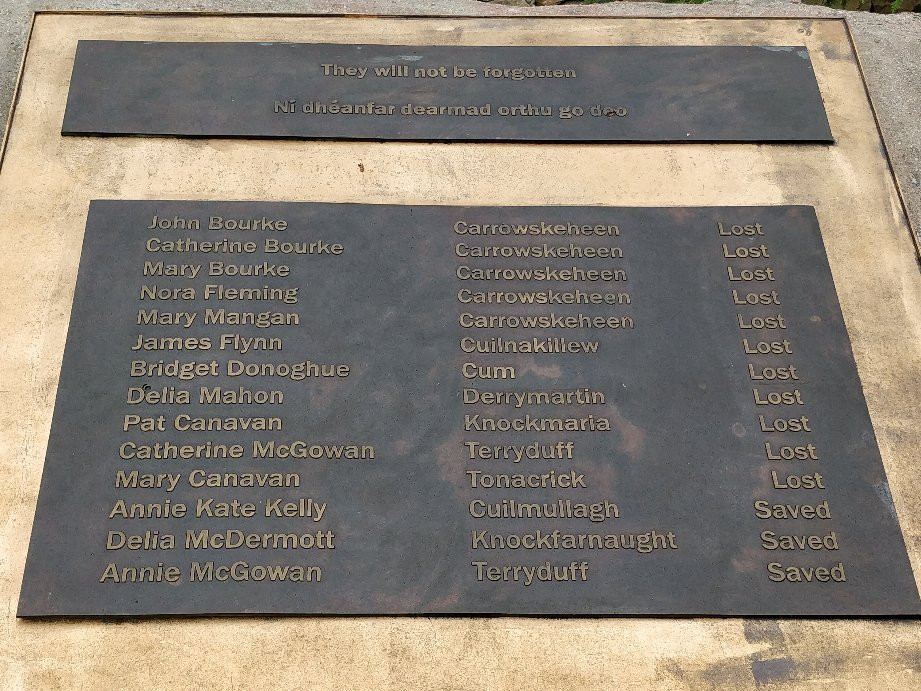 They will not be forgotten
Ní dhéanfar dearmad orthu go deo
John Bourke Carrowskeheen Lost
Catherine Bourke Carrowskeheen Lost
Mary Bourke Carrowskeheen Lost
Nora Fleming Carrowskeheen Lost
Mary Mangan Carrowskeheen Lost
James Flynn Cuilnakillew Lost
Bridget Donoghue Cum Lost
Delia Mahon Derrymartin Lost
Pat Canavan Knockmaria Lost
Catherine McGowan Terryduff Lost
Mary Canavan Tonacrick Lost
Annie Kate Kelly Cuilmullagh Saved
Delia McDermott Knockfarnaught Saved
Annie McGowan Terryduff Saved